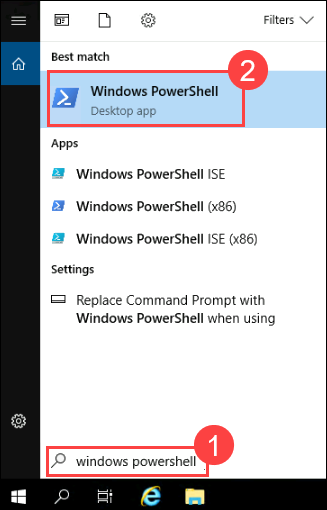 Filters
Best match
2
Windows PowerShell
Desktop app
Apps
Windows PowerShell ISE
Windows PowerShell (x86)
Windows PowerShell ISE (x86)
Settings
Replace Command Prompt with
Windows PowerShell when using
1
windows powershell